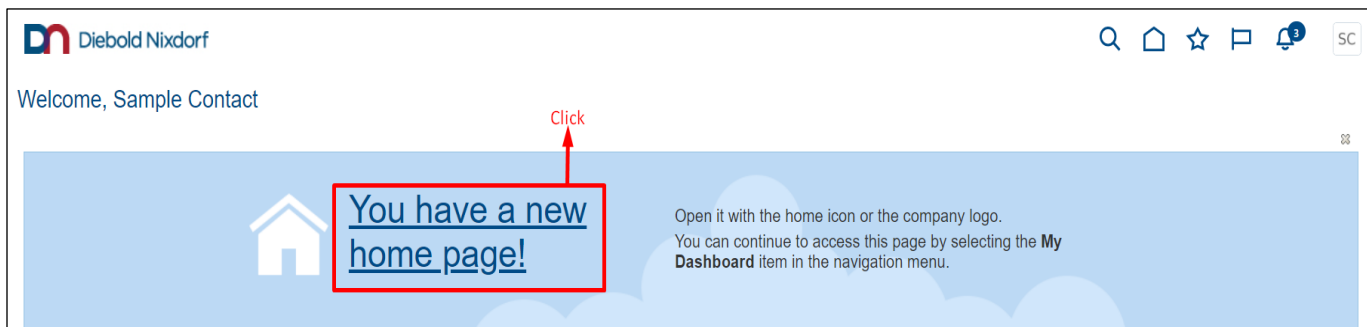 DN Diebold Nixdorf
3
SC
Welcome, Sample Contact
Click
You have a new
home page!
Open it with the home icon or the company logo.
You can continue to access this page by selecting the My
Dashboard item in the navigation menu.